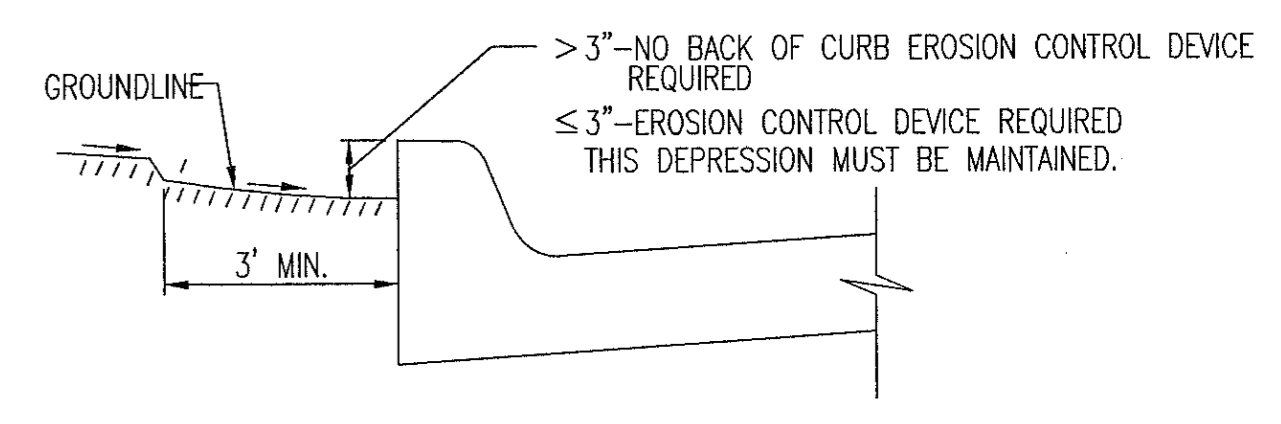 >3"-NO BACK OF CURB EROSION CONTROL DEVICE
REQUIRED
≤3"-EROSION CONTROL DEVICE REQUIRED
THIS DEPRESSION MUST BE MAINTAINED.
GROUNDLINE
3' MIN.